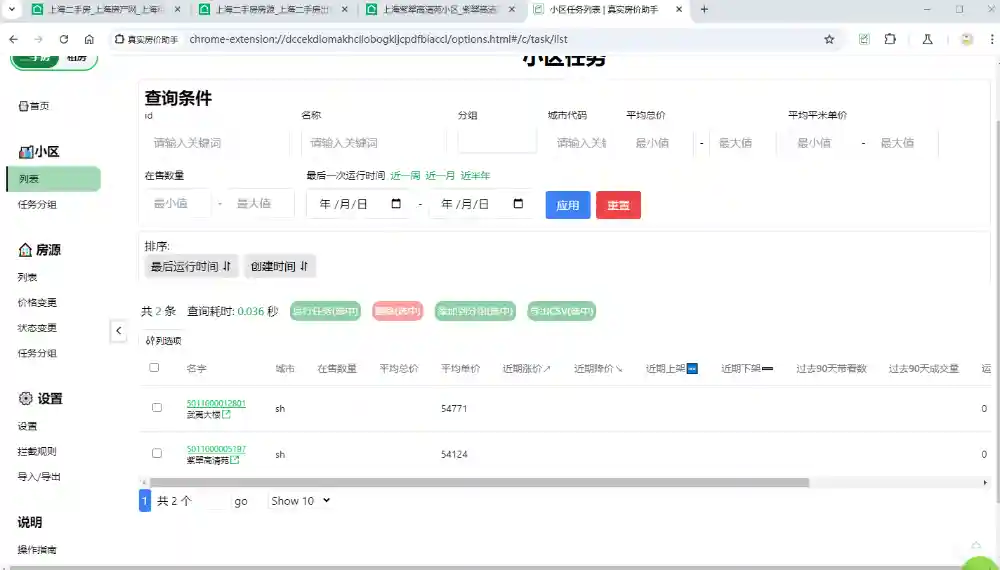 上海二手房_上海房产网_上海
上海二手房房源_上海二手房出
上海紫翠高清苑小区_紫翠高
小区任务列表 | 真实房价助手
真实房价助手
chrome-extension://dccekdlomakhcilobogkljcpdfbiaccl/options.html#/c/task/list
二手房 租房
小区任务
首页
小区
列表
任务分组
房源
列表
价格变更
状态变更
任务分组
设置
设置
拦截规则
导入/导出
说明
操作指南
查询条件
id 名称 分组 城市代码 平均总价 平均平米单价
请输入关键词 请输入关键词 请输入关键 最小值 - 最大值 最小值 - 最大值
在售数量 最后一次运行时间 近一周 近一月 近半年
最小值 - 最大值 年/月/日 - 年/月/日 应用 重置
排序:
最后运行时间 创建时间
共 2 条 查询耗时: 0.036 秒 运行任务(选中) 删除(选中) 添加到分组(选中) 导出CSV(选中)
列选项
名字 城市 在售数量 平均总价 平均单价 近期涨价↗ 近期降价↘ 近期上架 近期下架 过去90天带看数 过去90天成交量 运
5011000012801
武夷大楼 sh 54771 0
5011000005197
紫翠高清苑 sh 54124 0
1 共 2 个 go Show 10